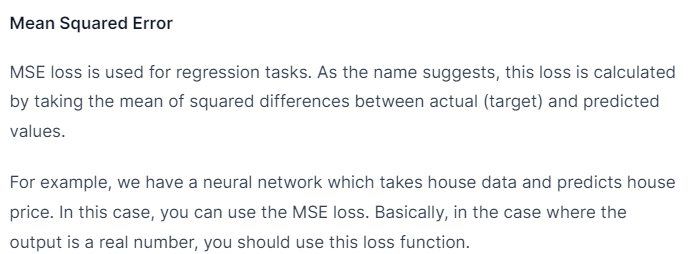 Mean Squared Error
MSE loss is used for regression tasks. As the name suggests, this loss is calculated
by taking the mean of squared differences between actual (target) and predicted
values.
For example, we have a neural network which takes house data and predicts house
price. In this case, you can use the MSE loss. Basically, in the case where the
output is a real number, you should use this loss function.